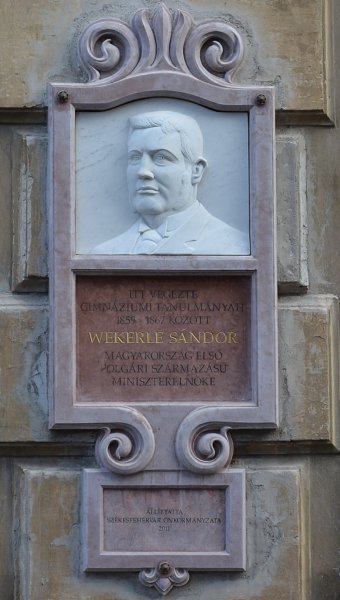 ITT VÉGEZTE
GIMNÁZIUMI TANULMÁNYAIT
1859 - 1867 KÖZÖTT
WEKERLE SÁNDOR
MAGYARORSZÁG ELSŐ
POLGÁRI SZÁRMAZÁSÚ
MINISZTERELNÖKE
ÁLLÍTTATTA
SZÉKESFEHÉRVÁR ÖNKORMÁNYZATA
2011